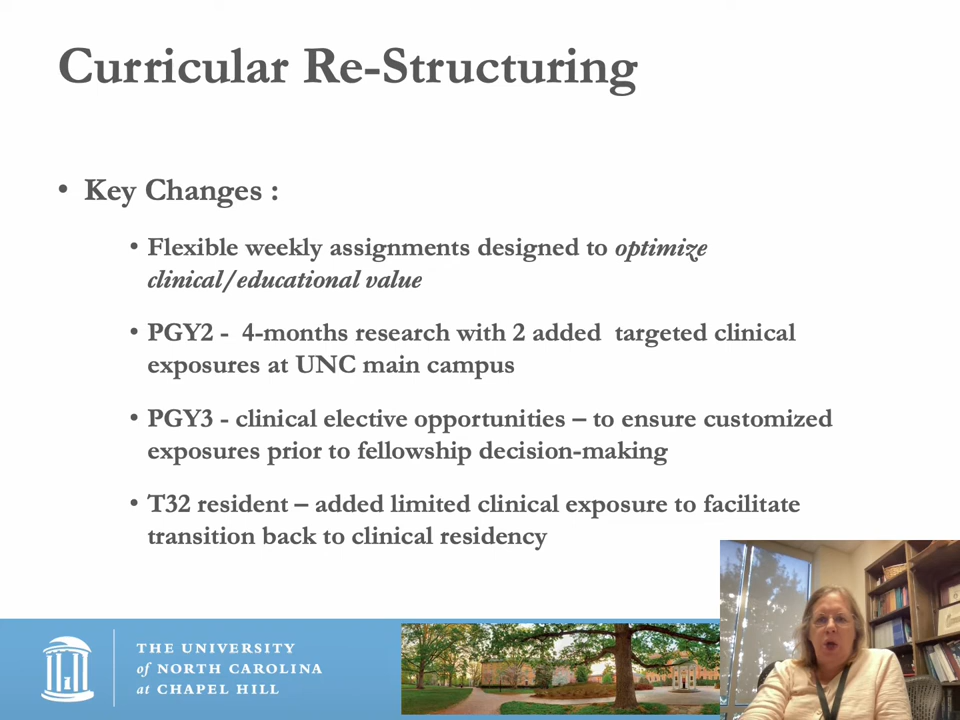 Curricular Re-Structuring
• Key Changes :
• Flexible weekly assignments designed to optimize
clinical/educational value
• PGY2 - 4-months research with 2 added targeted clinical
exposures at UNC main campus
• PGY3 - clinical elective opportunities – to ensure customized
exposures prior to fellowship decision-making
• T32 resident – added limited clinical exposure to facilitate
transition back to clinical residency
THE UNIVERSITY
of NORTH CAROLINA
at CHAPEL HILL